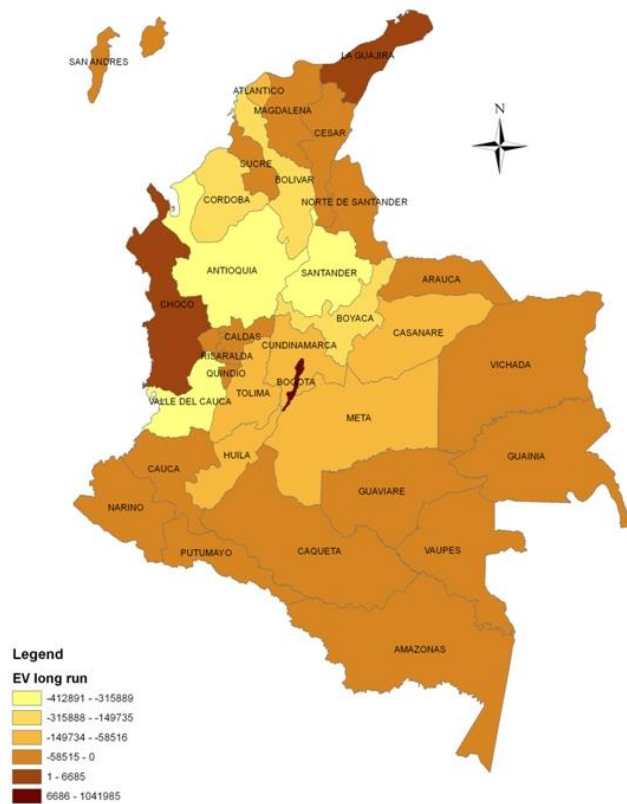 LA GUAJIRA
SAN ANDRES
ATLANTICO
MAGDALENA
N
CESAR
SUCRE
BOLIVAR
CORDOBA
NORTE DE SANTANDER
ANTIOQUIA
SANTANDER
ARAUCA
CHOCO
BOYACA
CASANARE
CALDAS
CUNDINAMARCA
RISARALDA
VICHADA
QUINDIO
BOGOTA
TOLIMA
VALLE DEL CAUCA
META
HUILA
GUAINIA
CAUCA
GUAVIARE
NARINO
VAUPES
PUTUMAYO
CAQUETA
AMAZONAS
Legend
EV long run
-412891 - -315889
-315888 - -149735
-149734 - -58516
-58515 - 0
1 - 6685
6686 - 1041985